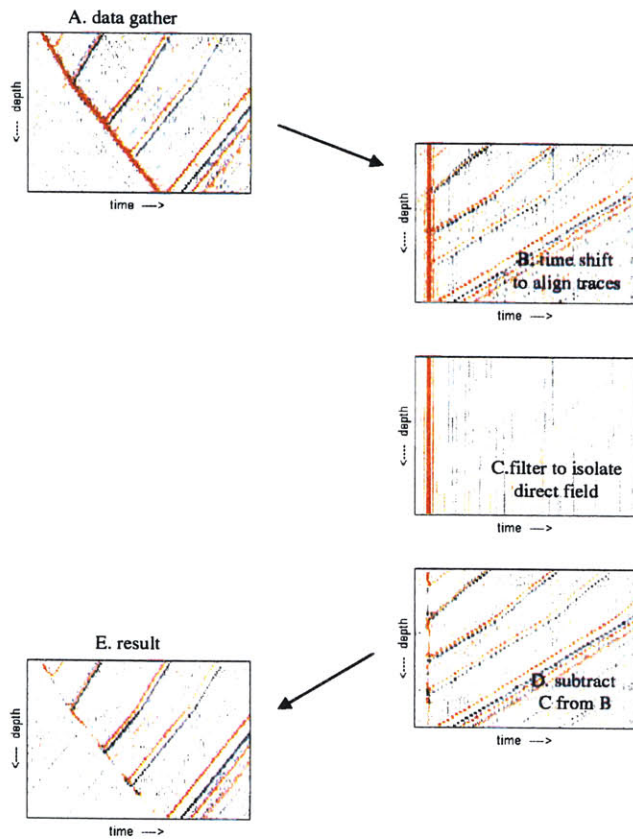 A. data gather
<---- depth
time --->
<---- depth
B. time shift
to align traces
time --->
<---- depth
C.filter to isolate
direct field
time --->
<---- depth
D. subtract
C from B
time --->
E. result
<---- depth
time --->